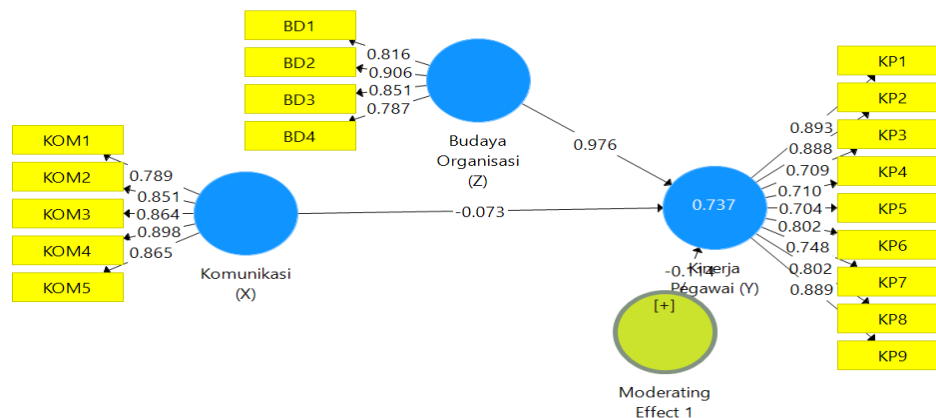 BD1
0.816
BD2
0.906
BD3
0.851
BD4
0.787
Budaya
Organisasi
(Z)
0.976
KOM1
0.789
KOM2
0.851
KOM3
0.864
KOM4
0.898
KOM5
0.865
Komunikasi
(X)
-0.073
0.737
Kinerja
Pegawai (Y)
-0.114
[+]
Moderating
Effect 1
KP1
0.893
KP2
0.888
KP3
0.709
KP4
0.710
KP5
0.704
KP6
0.802
KP7
0.748
KP8
0.802
KP9
0.889